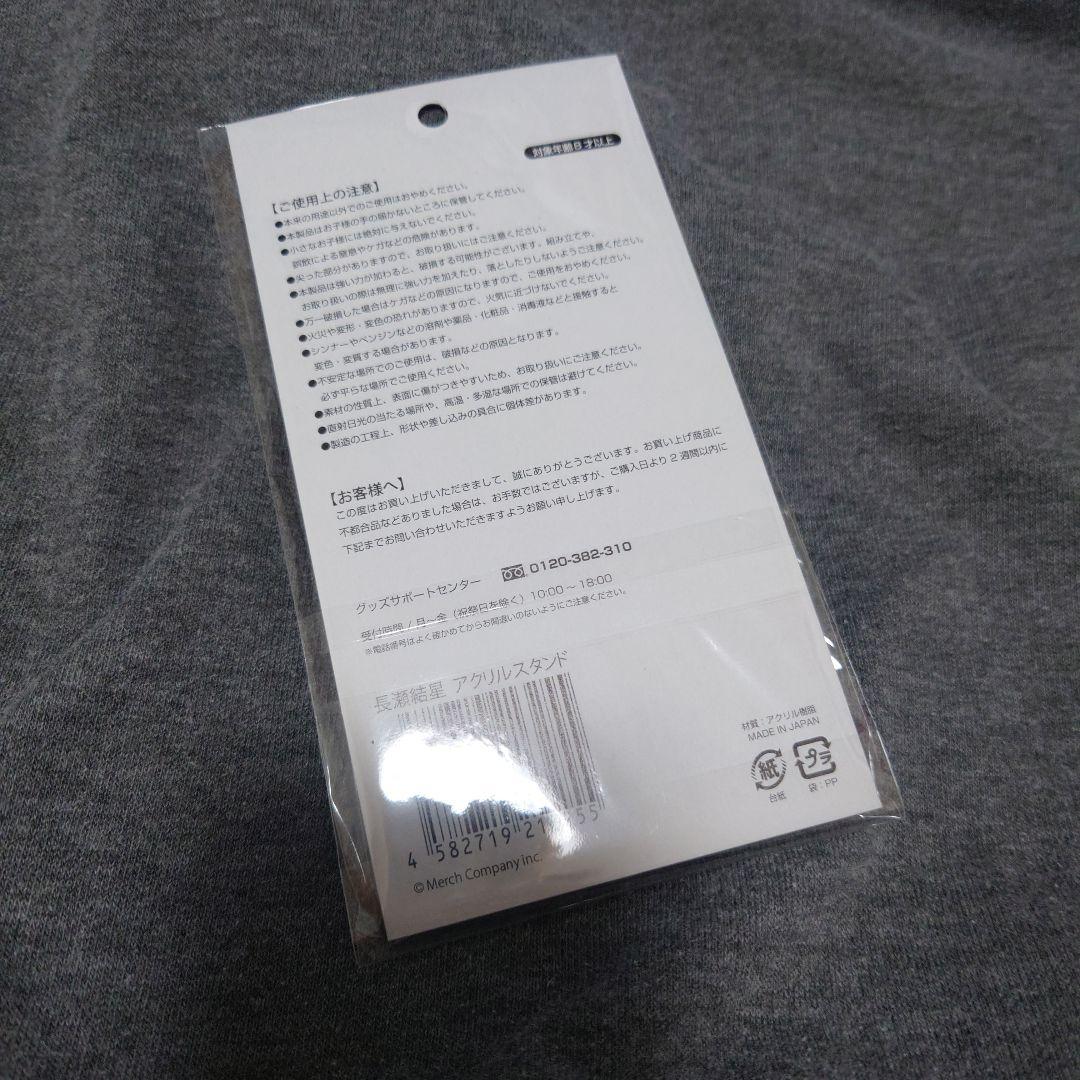 対象年齢8才以上
【ご使用上の注意】
●本来の用途以外でのご使用はおやめください。
●本製品はお子様の手の届かないところに保管してください。
●小さなお子様には絶対に与えないでください。
誤飲による窒息やケガなどの危険があります。
●尖った部分がありますので、お取り扱いにはご注意ください。
●本製品は強い力が加わると、破損する可能性がございます。組み立てや、
お取り扱いの際は無理に強い力を加えたり、落としたりしないようご注意ください。
●万一破損した場合はケガなどの原因になりますので、ご使用をおやめください。
●火災や変形・変色の恐れがありますので、火気に近づけないでください。
●シンナーやベンジンなどの溶剤や薬品・化粧品・消毒液などと接触すると
変色・変質する場合があります。
●不安定な場所でのご使用は、破損などの原因となります。
必ず平らな場所でご使用ください。
●素材の性質上、表面に傷がつきやすいため、お取り扱いにご注意ください。
●直射日光の当たる場所や、高温・多湿な場所での保管は避けてください。
●製造の工程上、形状や差し込みの具合に個体差があります。
【お客様へ】
この度はお買い上げいただきまして、誠にありがとうございます。お買い上げ商品に
不都合品などありました場合は、お手数ではございますが、ご購入日より2週間以内に
下記までお問い合わせいただきますようお願い申し上げます。
グッズサポートセンター 0120-382-310
受付時間 / 月〜金（祝祭日を除く）10:00〜18:00
※電話番号はよく確かめてからお間違いのないようにご注意ください。
長瀬結星 アクリルスタンド
4 582719 21 55
© Merch Company inc.
材質：アクリル樹脂
MADE IN JAPAN
紙 プラ
台紙 袋：PP